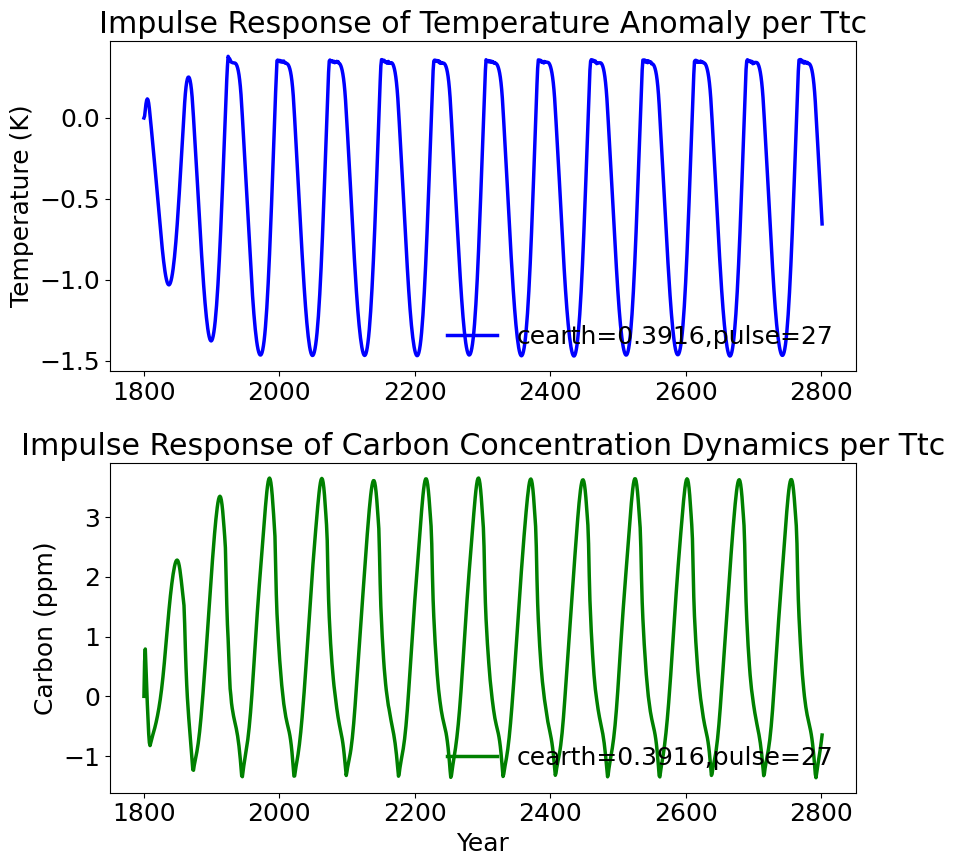 Impulse Response of Temperature Anomaly per Ttc
Temperature (K)
0.0
−0.5
−1.0
−1.5
cearth=0.3916,pulse=27
1800 2000 2200 2400 2600 2800
Impulse Response of Carbon Concentration Dynamics per Ttc
Carbon (ppm)
3
2
1
0
−1
cearth=0.3916,pulse=27
1800 2000 2200 2400 2600 2800
Year